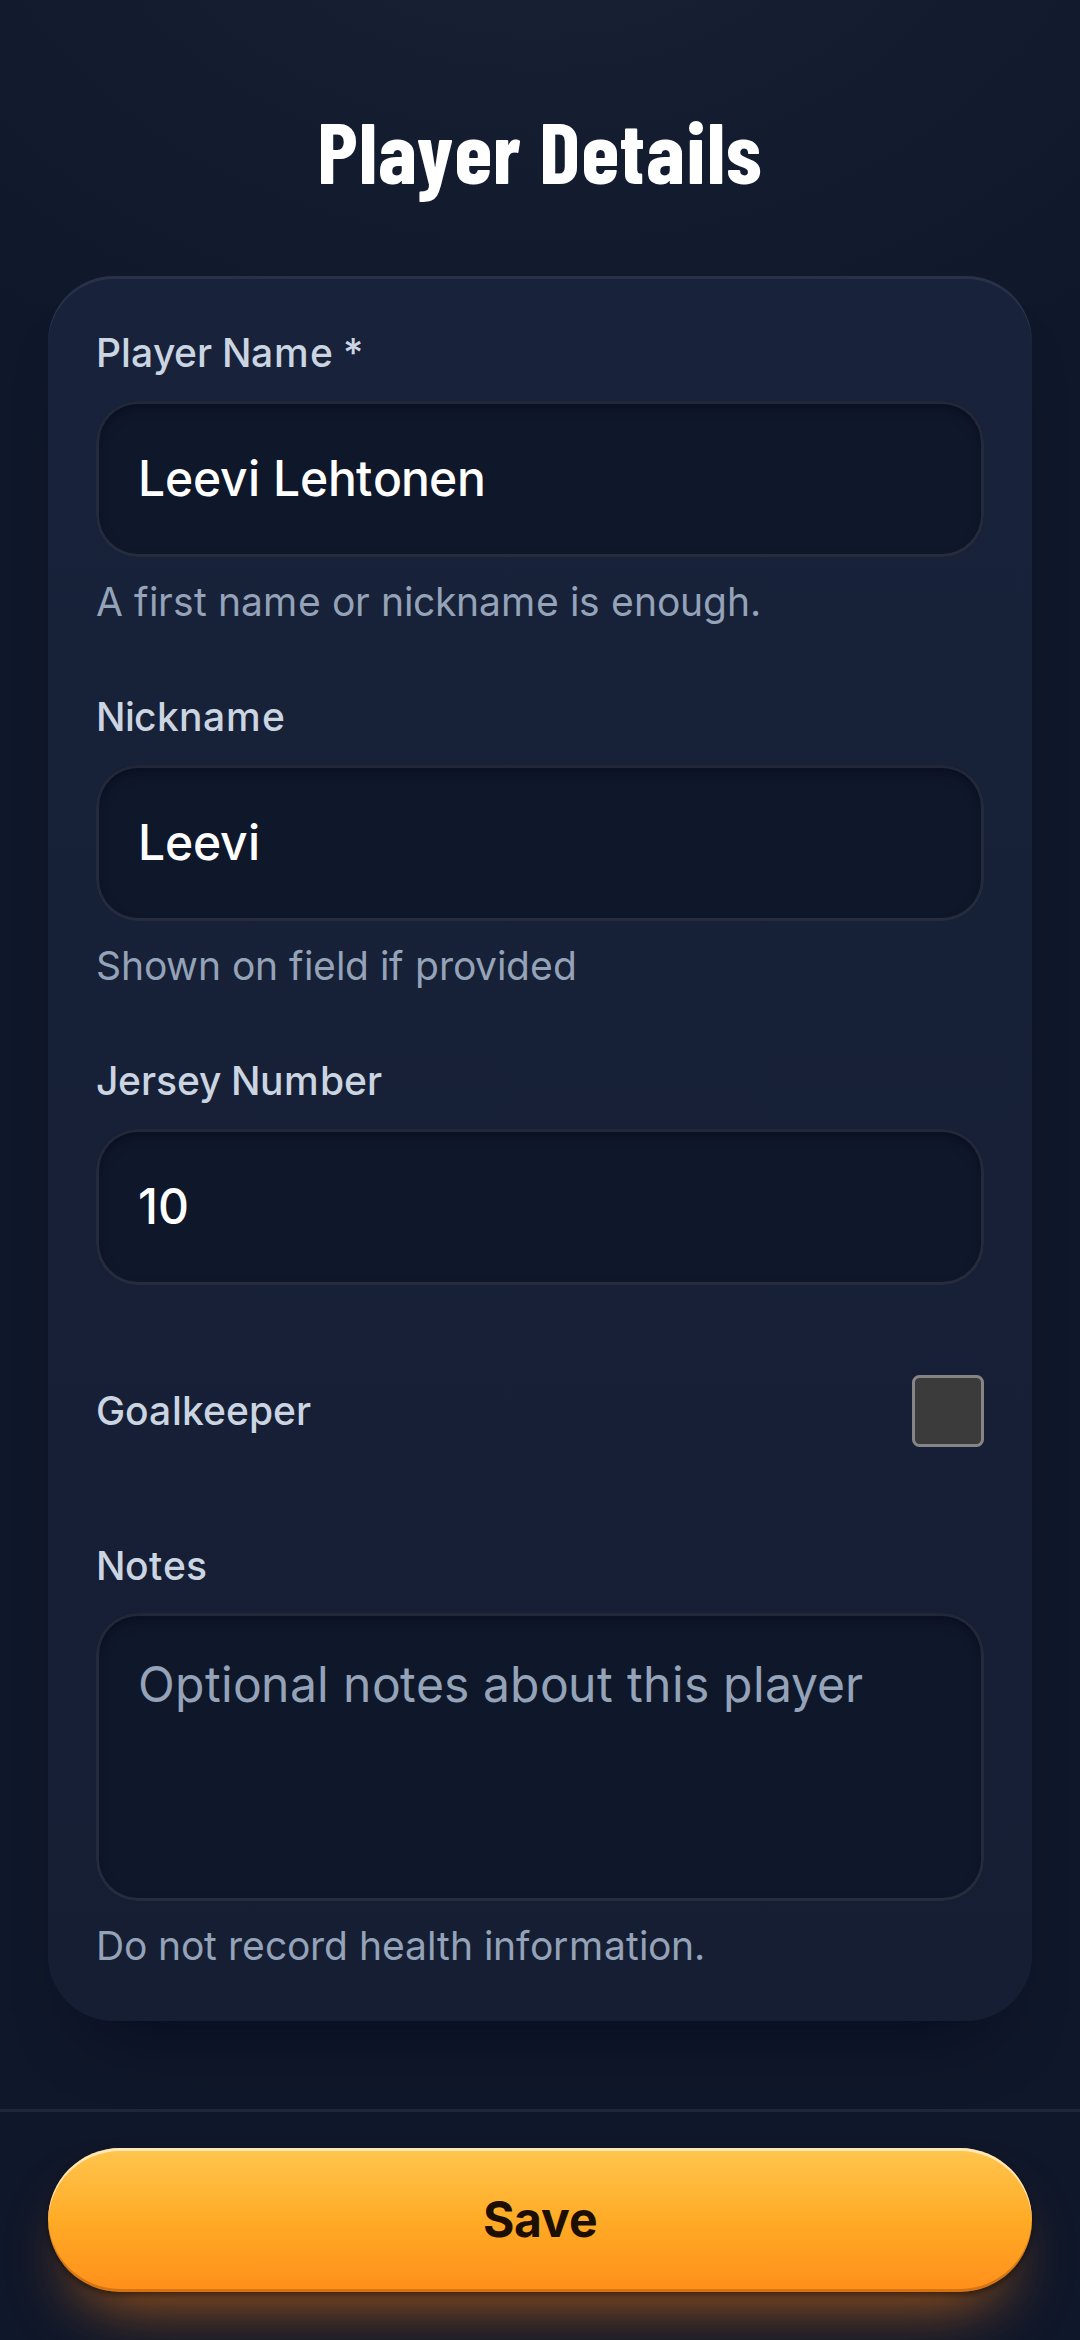 Player Details
Player Name *
Leevi Lehtonen
A first name or nickname is enough.
Nickname
Leevi
Shown on field if provided
Jersey Number
10
Goalkeeper
Notes
Optional notes about this player
Do not record health information.
Save